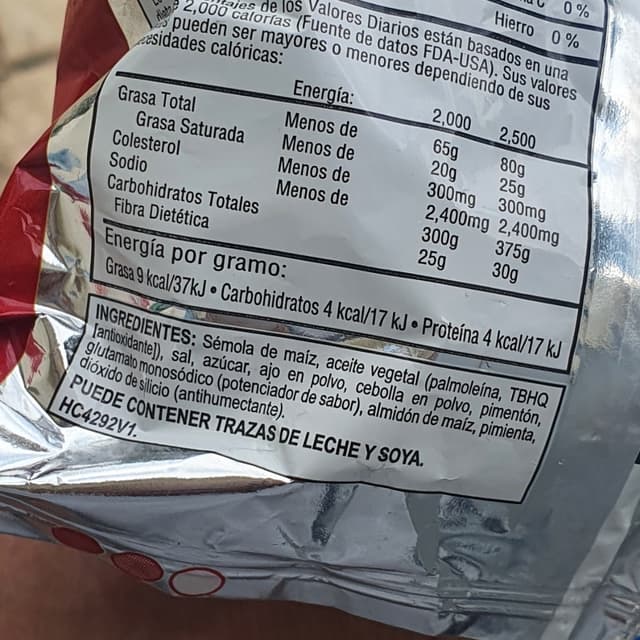 0%
Hierro 0%
de los Valores Diarios están basados en una
2,000 calorías (Fuente de datos FDA-USA). Sus valores
pueden ser mayores o menores dependiendo de sus
calóricas:
Energía: 2,000 2,500
Grasa Total Menos de 65g 80g
Grasa Saturada Menos de 20g 25g
Colesterol Menos de 300mg 300mg
Sodio Menos de 2,400mg 2,400mg
Carbohidratos Totales 300g 375g
Fibra Dietética 25g 30g
Energía por gramo:
Grasa 9 kcal/37kJ • Carbohidratos 4 kcal/17 kJ • Proteína 4 kcal/17 kJ
INGREDIENTES: Sémola de maíz, aceite vegetal (palmoleína, TBHQ
[antioxidante]), sal, azúcar, ajo en polvo, cebolla en polvo, pimentón,
glutamato monosódico (potenciador de sabor), almidón de maíz, pimienta,
dióxido de silicio (antihumectante).
PUEDE CONTENER TRAZAS DE LECHE Y SOYA.
HC4292V1.